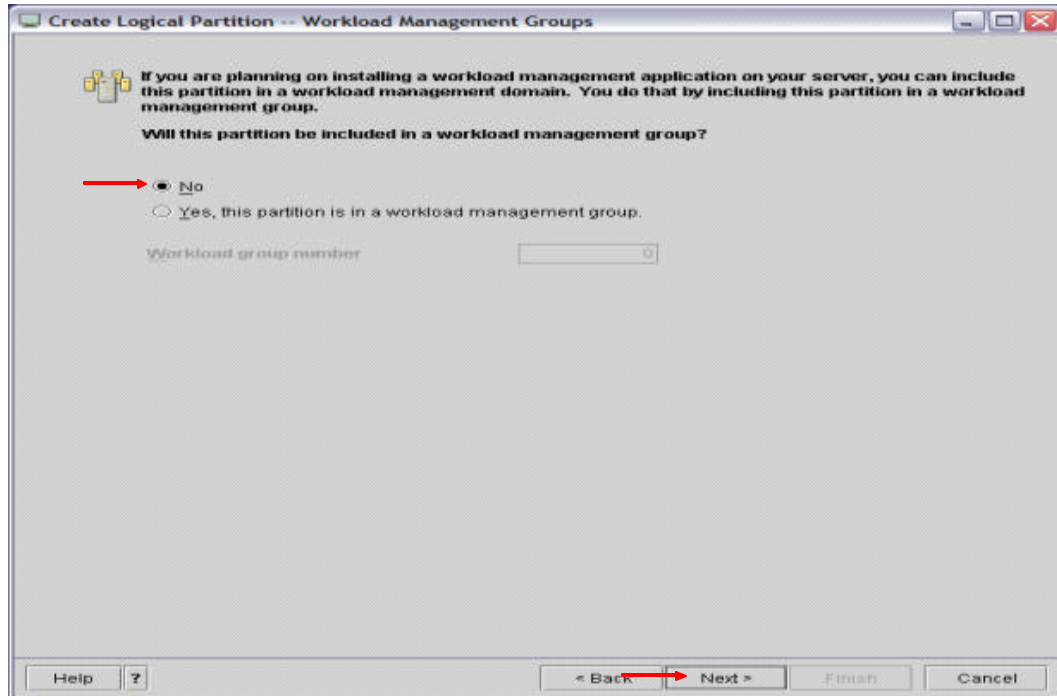 Create Logical Partition -- Workload Management Groups
If you are planning on installing a workload management application on your server, you can include
this partition in a workload management domain. You do that by including this partition in a workload
management group.
Will this partition be included in a workload management group?
No
Yes, this partition is in a workload management group.
Workload group number 0
Help ? < Back Next > Finish Cancel